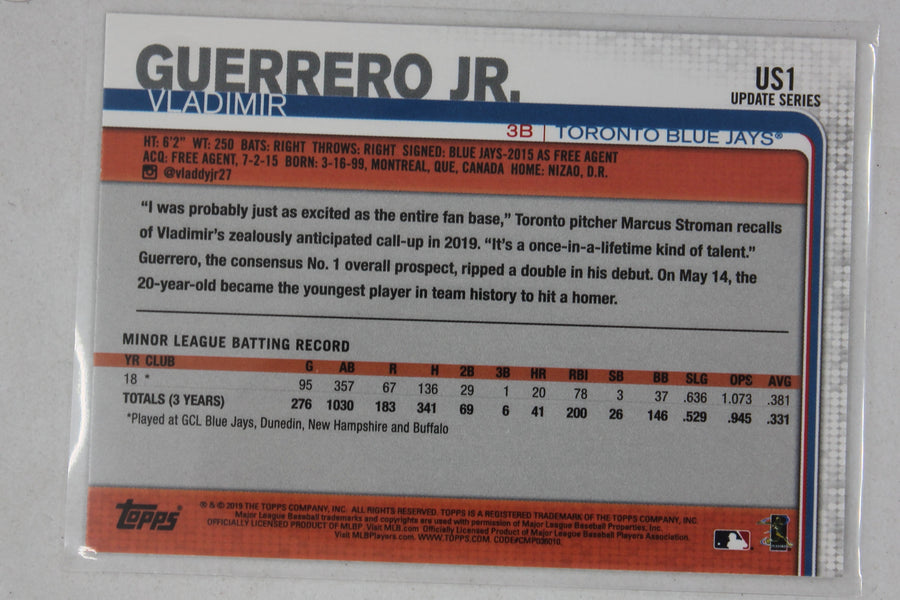 GUERRERO JR.
VLADIMIR
US1
UPDATE SERIES
3B | TORONTO BLUE JAYS®
HT: 6'2" WT: 250 BATS: RIGHT THROWS: RIGHT SIGNED: BLUE JAYS-2015 AS FREE AGENT
ACQ: FREE AGENT, 7-2-15 BORN: 3-16-99, MONTREAL, QUE, CANADA HOME: NIZAO, D.R.
@vladdyjr27
"I was probably just as excited as the entire fan base," Toronto pitcher Marcus Stroman recalls
of Vladimir's zealously anticipated call-up in 2019. "It's a once-in-a-lifetime kind of talent."
Guerrero, the consensus No. 1 overall prospect, ripped a double in his debut. On May 14, the
20-year-old became the youngest player in team history to hit a homer.
MINOR LEAGUE BATTING RECORD
YR CLUB G AB R H 2B 3B HR RBI SB BB SLG OPS AVG
18 * 95 357 67 136 29 1 20 78 3 37 .636 1.073 .381
TOTALS (3 YEARS) 276 1030 183 341 69 6 41 200 26 146 .529 .945 .331
*Played at GCL Blue Jays, Dunedin, New Hampshire and Buffalo
Topps®
® & © 2019 THE TOPPS COMPANY, INC. ALL RIGHTS RESERVED. TOPPS IS A REGISTERED TRADEMARK OF THE TOPPS COMPANY, INC.
Major League Baseball trademarks and copyrights are used with permission of Major League Baseball Properties, Inc.
OFFICIALLY LICENSED PRODUCT OF MLBP Visit MLB.com Officially Licensed Product of Major League Baseball Players Association.
Visit MLBPlayers.com. WWW.TOPPS.COM. CODE#CMP036010